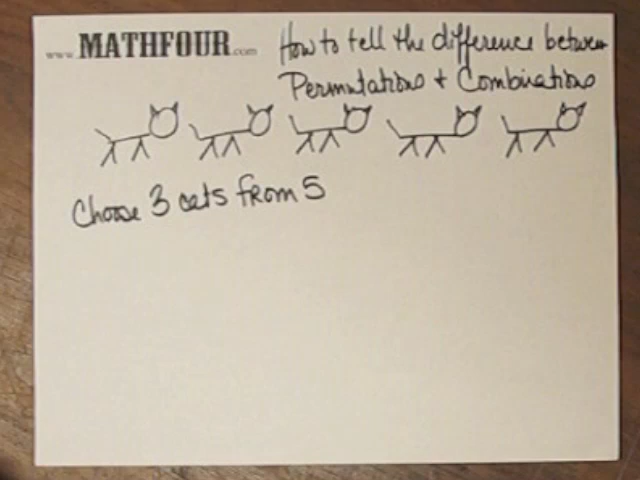 www.MATHFOUR.com
How to tell the difference between
Permutations + Combinations
Choose 3 cats from 5